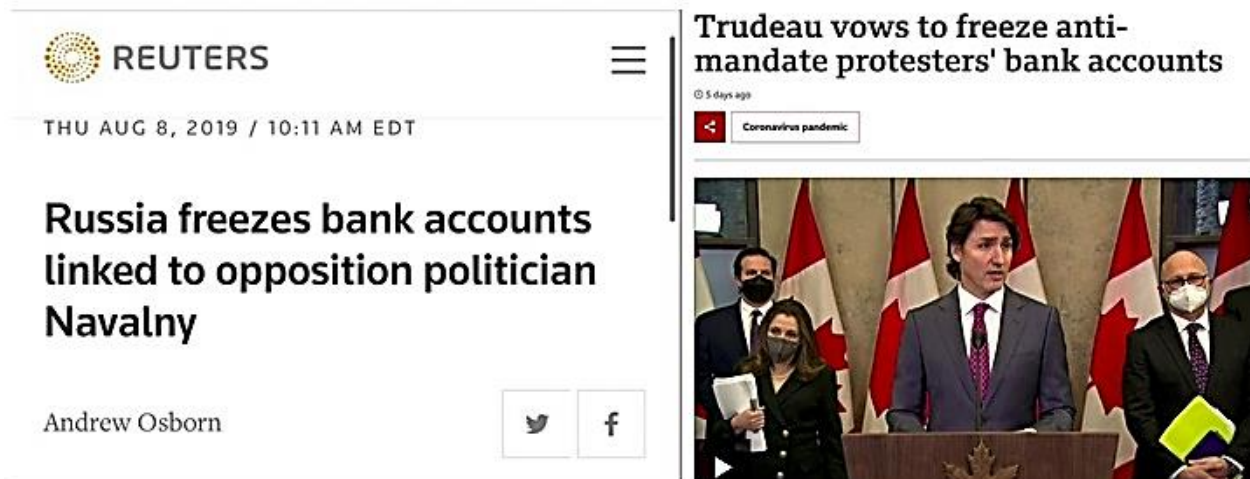 REUTERS
THU AUG 8, 2019 / 10:11 AM EDT
Russia freezes bank accounts
linked to opposition politician
Navalny
Andrew Osborn
Trudeau vows to freeze anti-
mandate protesters' bank accounts
5 days ago
Coronavirus pandemic